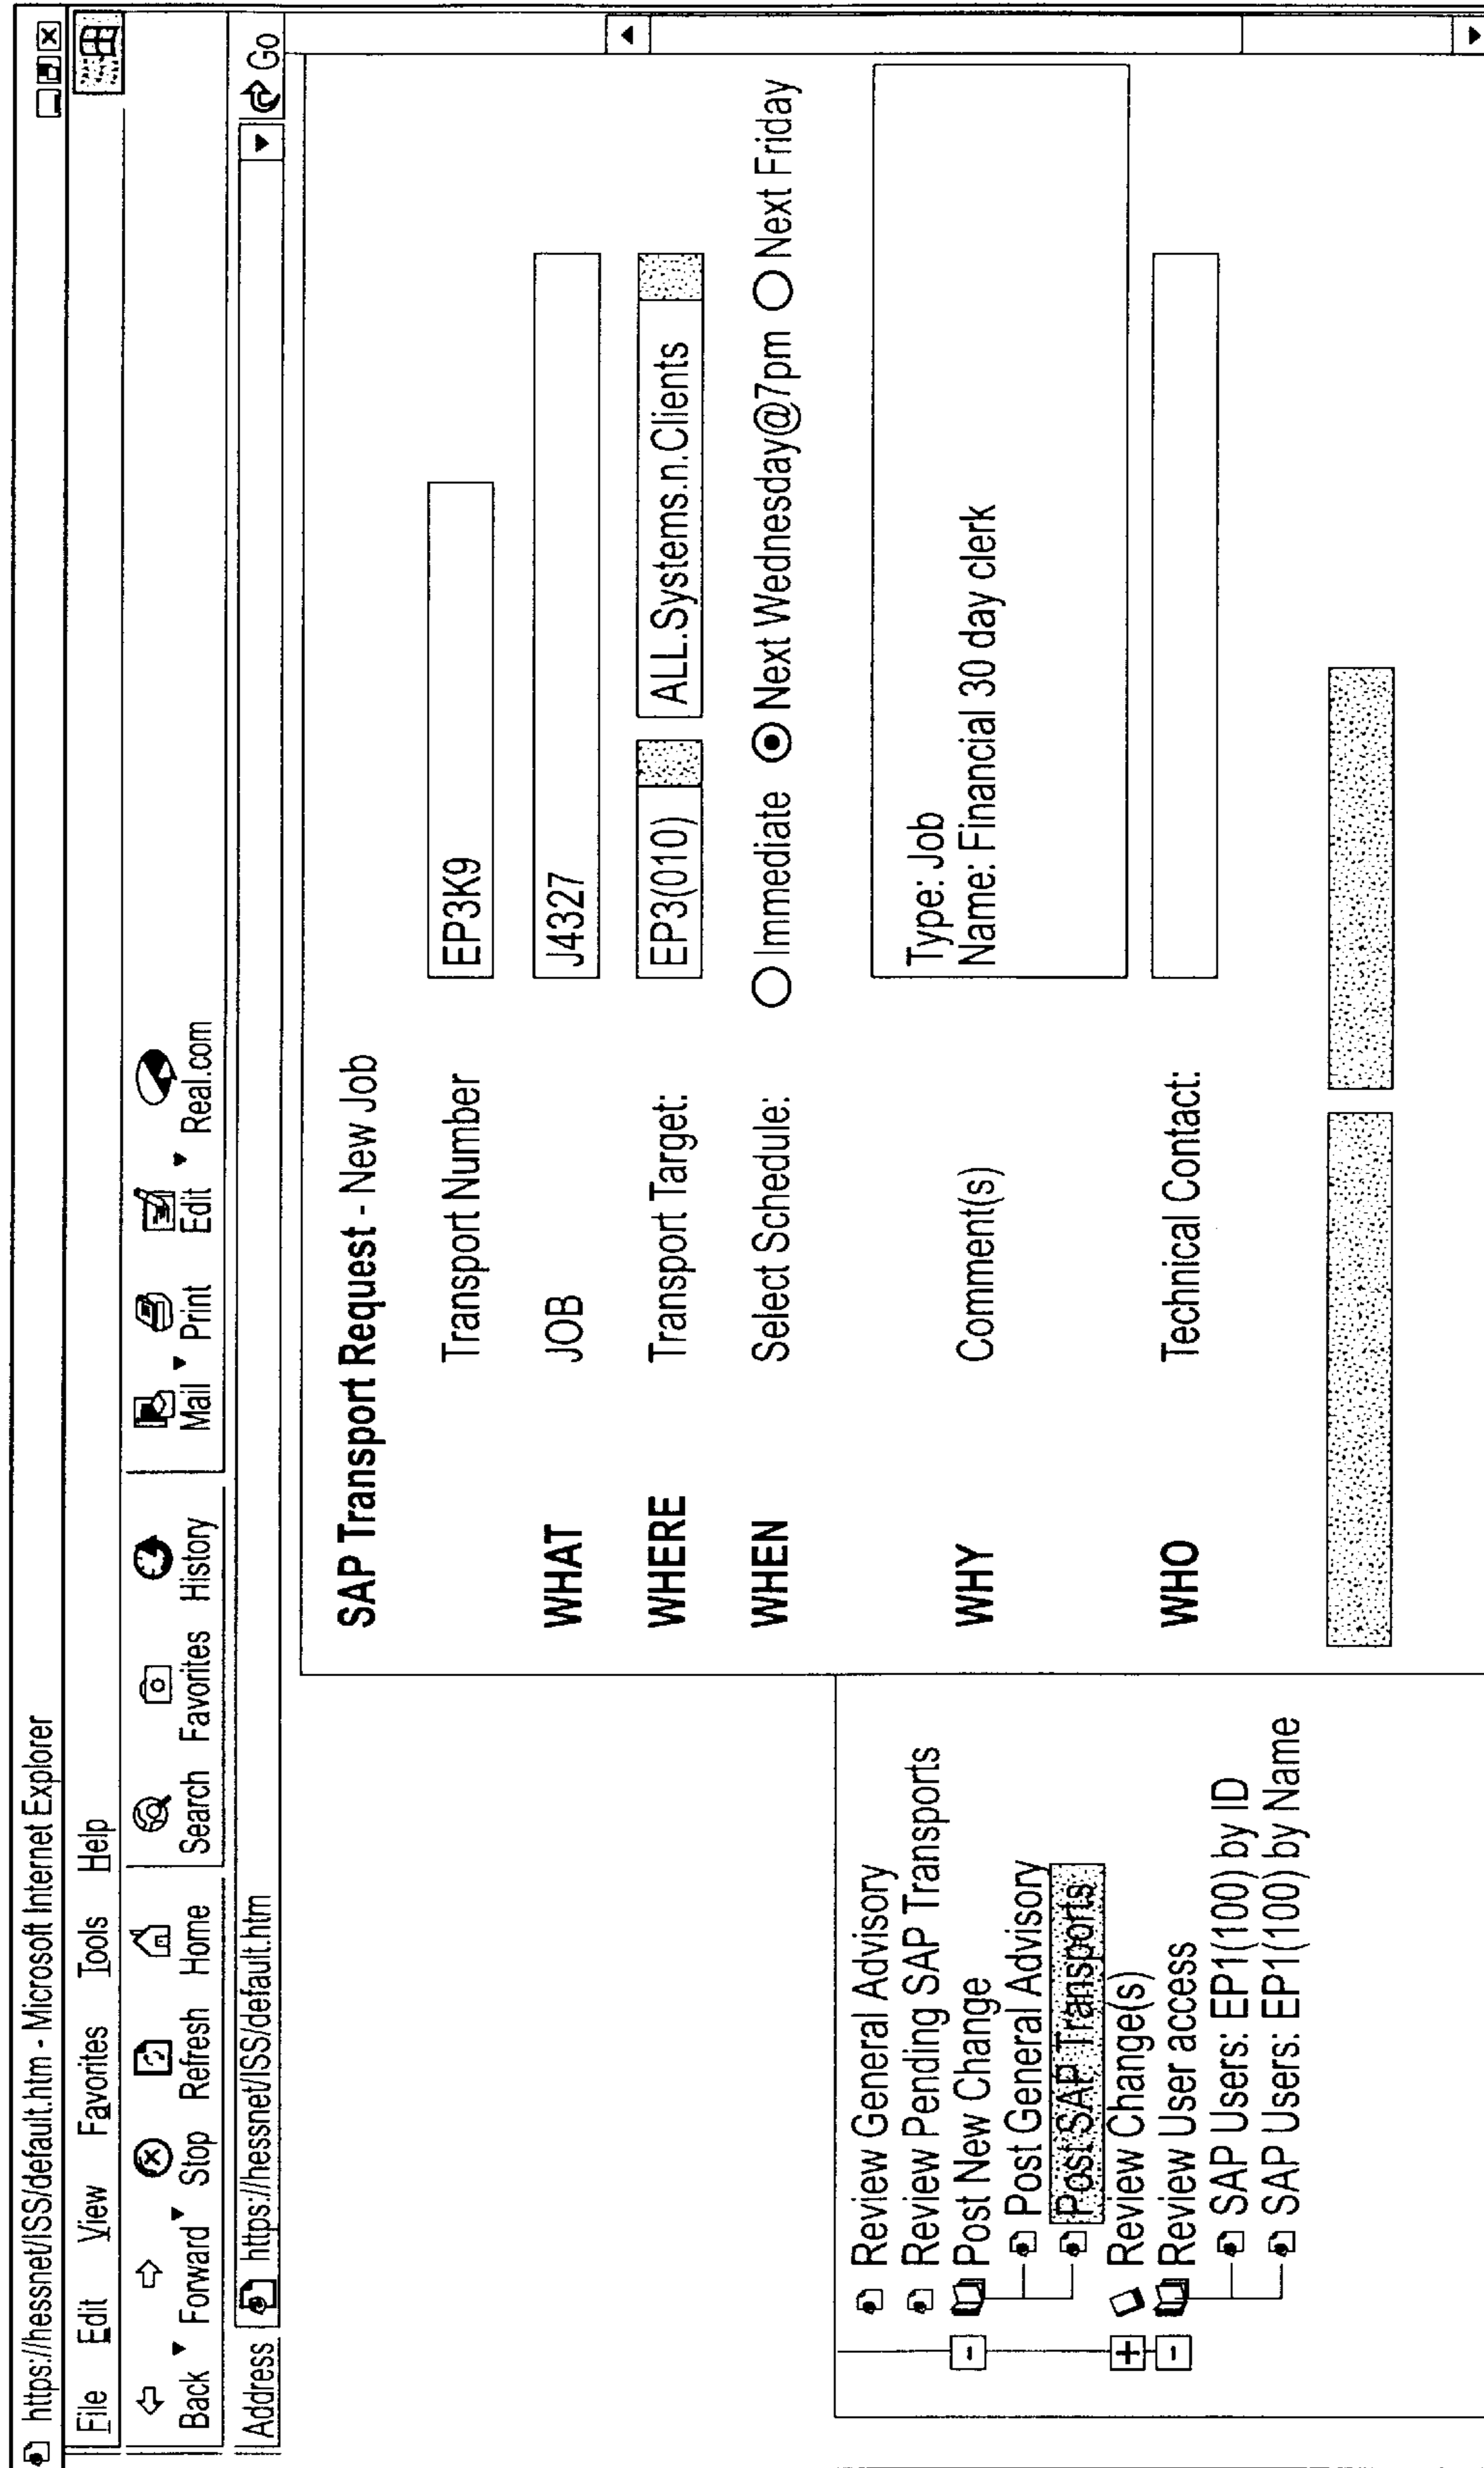 https://hessnet/ISS/default.htm - Microsoft Internet Explorer
File Edit View Favorites Tools Help
Back Forward Stop Refresh Home Search Favorites History Mail Print Edit Real.com
Address https://hessnet/ISS/default.htm Go
Review General Advisory
Review Pending SAP Transports
Post New Change
Post General Advisory
Post SAP Transports
Review Change(s)
Review User access
SAP Users: EP1(100) by ID
SAP Users: EP1(100) by Name
SAP Transport Request - New Job
Transport Number EP3K9
WHAT JOB J4327
WHERE Transport Target: EP3(010) ALL.Systems.n.Clients
WHEN Select Schedule: Immediate Next Wednesday@7pm Next Friday
WHY Comment(s) Type: Job
Name: Financial 30 day clerk
WHO Technical Contact: